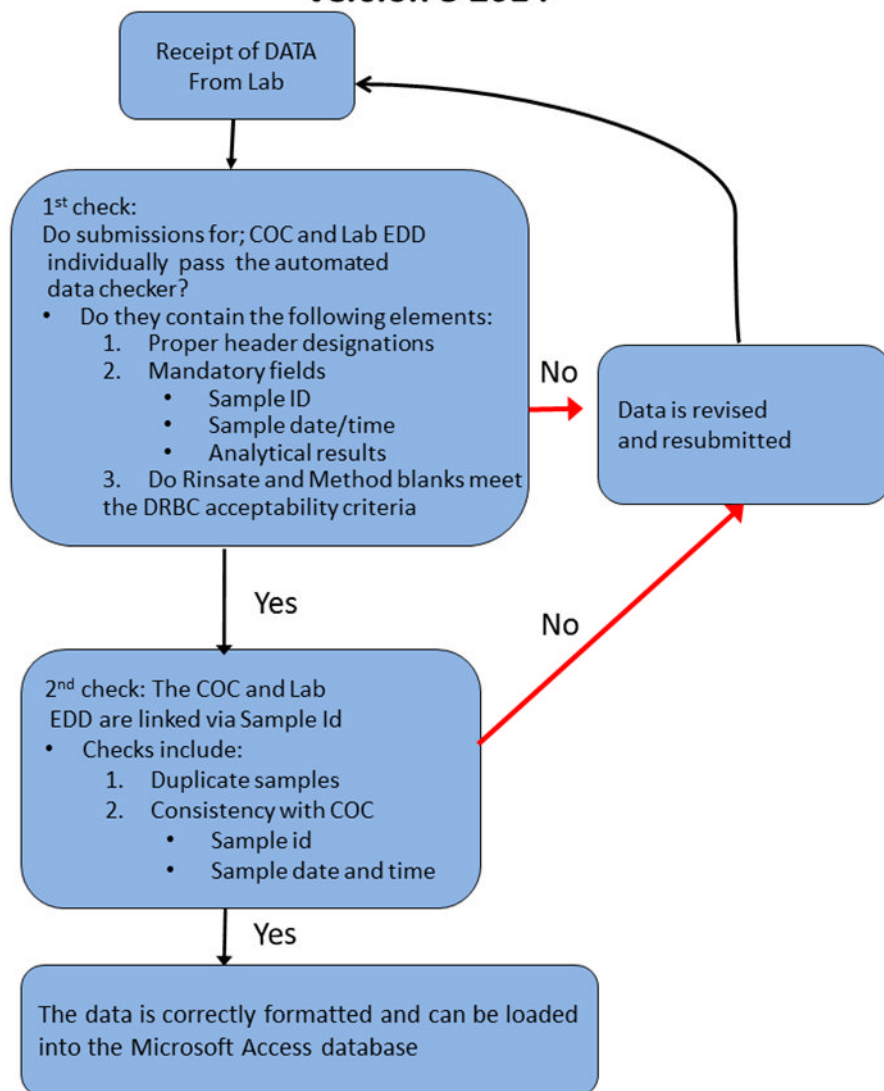 Receipt of DATA
From Lab
1st check:
Do submissions for; COC and Lab EDD
individually pass the automated
data checker?
• Do they contain the following elements:
1. Proper header designations
2. Mandatory fields
• Sample ID
• Sample date/time
• Analytical results
3. Do Rinsate and Method blanks meet
the DRBC acceptability criteria
No
Data is revised
and resubmitted
Yes
No
2nd check: The COC and Lab
EDD are linked via Sample Id
• Checks include:
1. Duplicate samples
2. Consistency with COC
• Sample id
• Sample date and time
Yes
The data is correctly formatted and can be loaded
into the Microsoft Access database